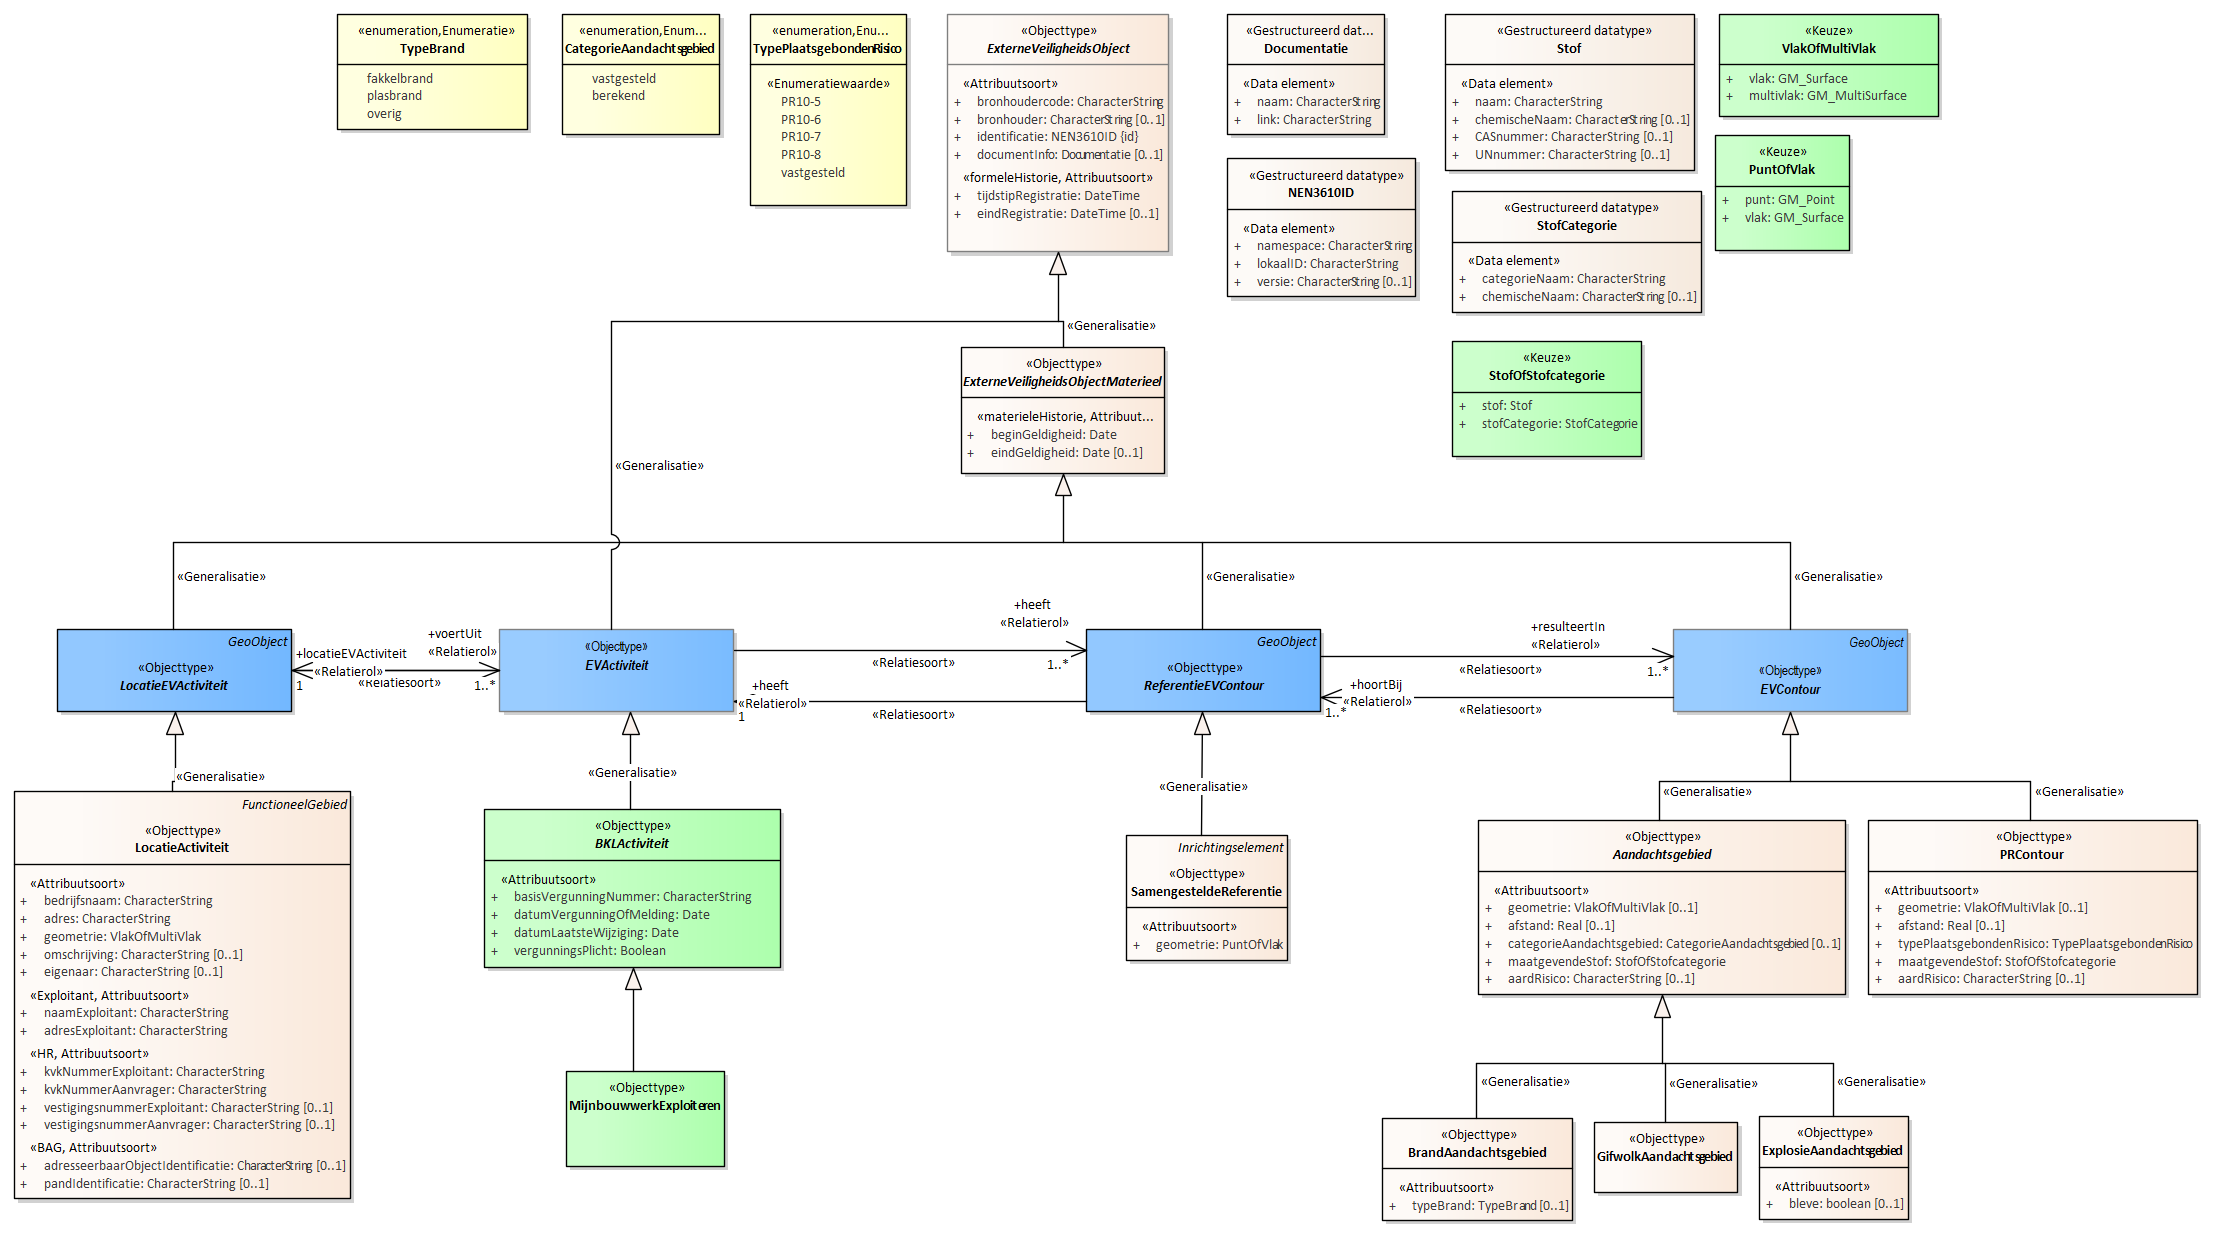 «enumeration,Enumeratie»
TypeBrand
fakkelbrand
plasbrand
overig
«enumeration,Enum...
CategorieAandachtsgebied
vastgesteld
berekend
«enumeration,Enu...
TypePlaatsgebondenRisico
«Enumeratiewaarde»
PR10-5
PR10-6
PR10-7
PR10-8
vastgesteld
«Objecttype»
ExterneVeiligheidsObject
«Attribuutsoort»
+ bronhoudercode: CharacterString
+ bronhouder: CharacterString [0..1]
+ identificatie: NEN3610ID {id}
+ documentInfo: Documentatie [0..1]
«formeleHistorie, Attribuutsoort»
+ tijdstipRegistratie: DateTime
+ eindRegistratie: DateTime [0..1]
«Gestructureerd dat...
Documentatie
«Data element»
+ naam: CharacterString
+ link: CharacterString
«Gestructureerd datatype»
NEN3610ID
«Data element»
+ namespace: CharacterString
+ lokaalID: CharacterString
+ versie: CharacterString [0..1]
«Gestructureerd datatype»
Stof
«Data element»
+ naam: CharacterString
+ chemischeNaam: CharacterString [0..1]
+ CASnummer: CharacterString [0..1]
+ UNnummer: CharacterString [0..1]
«Gestructureerd datatype»
StofCategorie
«Data element»
+ categorieNaam: CharacterString
+ chemischeNaam: CharacterString [0..1]
«Keuze»
StofOfStofcategorie
+ stof: Stof
+ stofCategorie: StofCategorie
«Keuze»
VlakOfMultiVlak
+ vlak: GM_Surface
+ multivlak: GM_MultiSurface
«Keuze»
PuntOfVlak
+ punt: GM_Point
+ vlak: GM_Surface
«Generalisatie»
«Objecttype»
ExterneVeiligheidsObjectMaterieel
«materieleHistorie, Attribuut...
+ beginGeldigheid: Date
+ eindGeldigheid: Date [0..1]
«Generalisatie»
«Generalisatie»
«Generalisatie»
«Generalisatie»
GeoObject
«Objecttype»
LocatieEVActiviteit
+locatieEVActiviteit
«Relatierol»
1
«Relatiesoort»
+voertUit
«Relatierol»
1..*
«Objecttype»
EVActiviteit
+heeft
«Relatierol»
1..*
«Relatiesoort»
+heeft
«Relatierol»
1
«Relatiesoort»
GeoObject
«Objecttype»
ReferentieEVContour
+resulteertIn
«Relatierol»
1..*
«Relatiesoort»
+hoortBij
«Relatierol»
1..*
«Relatiesoort»
GeoObject
«Objecttype»
EVContour
«Generalisatie»
«Generalisatie»
«Generalisatie»
«Generalisatie»
«Generalisatie»
FunctioneelGebied
«Objecttype»
LocatieActiviteit
«Attribuutsoort»
+ bedrijfsnaam: CharacterString
+ adres: CharacterString
+ geometrie: VlakOfMultiVlak
+ omschrijving: CharacterString [0..1]
+ eigenaar: CharacterString [0..1]
«Exploitant, Attribuutsoort»
+ naamExploitant: CharacterString
+ adresExploitant: CharacterString
«HR, Attribuutsoort»
+ kvkNummerExploitant: CharacterString
+ kvkNummerAanvrager: CharacterString
+ vestigingsnummerExploitant: CharacterString [0..1]
+ vestigingsnummerAanvrager: CharacterString [0..1]
«BAG, Attribuutsoort»
+ adresseerbaarObjectIdentificatie: CharacterString [0..1]
+ pandIdentificatie: CharacterString [0..1]
«Objecttype»
BKLActiviteit
«Attribuutsoort»
+ basisVergunningNummer: CharacterString
+ datumVergunningOfMelding: Date
+ datumLaatsteWijziging: Date
+ vergunningsPlicht: Boolean
«Objecttype»
MijnbouwwerkExploiteren
Inrichtingselement
«Objecttype»
SamengesteldeReferentie
«Attribuutsoort»
+ geometrie: PuntOfVlak
«Objecttype»
Aandachtsgebied
«Attribuutsoort»
+ geometrie: VlakOfMultiVlak [0..1]
+ afstand: Real [0..1]
+ categorieAandachtsgebied: CategorieAandachtsgebied [0..1]
+ maatgevendeStof: StofOfStofcategorie
+ aardRisico: CharacterString [0..1]
«Objecttype»
PRContour
«Attribuutsoort»
+ geometrie: VlakOfMultiVlak [0..1]
+ afstand: Real [0..1]
+ typePlaatsgebondenRisico: TypePlaatsgebondenRisico
+ maatgevendeStof: StofOfStofcategorie
+ aardRisico: CharacterString [0..1]
«Generalisatie»
«Generalisatie»
«Generalisatie»
«Objecttype»
BrandAandachtsgebied
«Attribuutsoort»
+ typeBrand: TypeBrand [0..1]
«Objecttype»
GifwolkAandachtsgebied
«Objecttype»
ExplosieAandachtsgebied
«Attribuutsoort»
+ bleve: boolean [0..1]